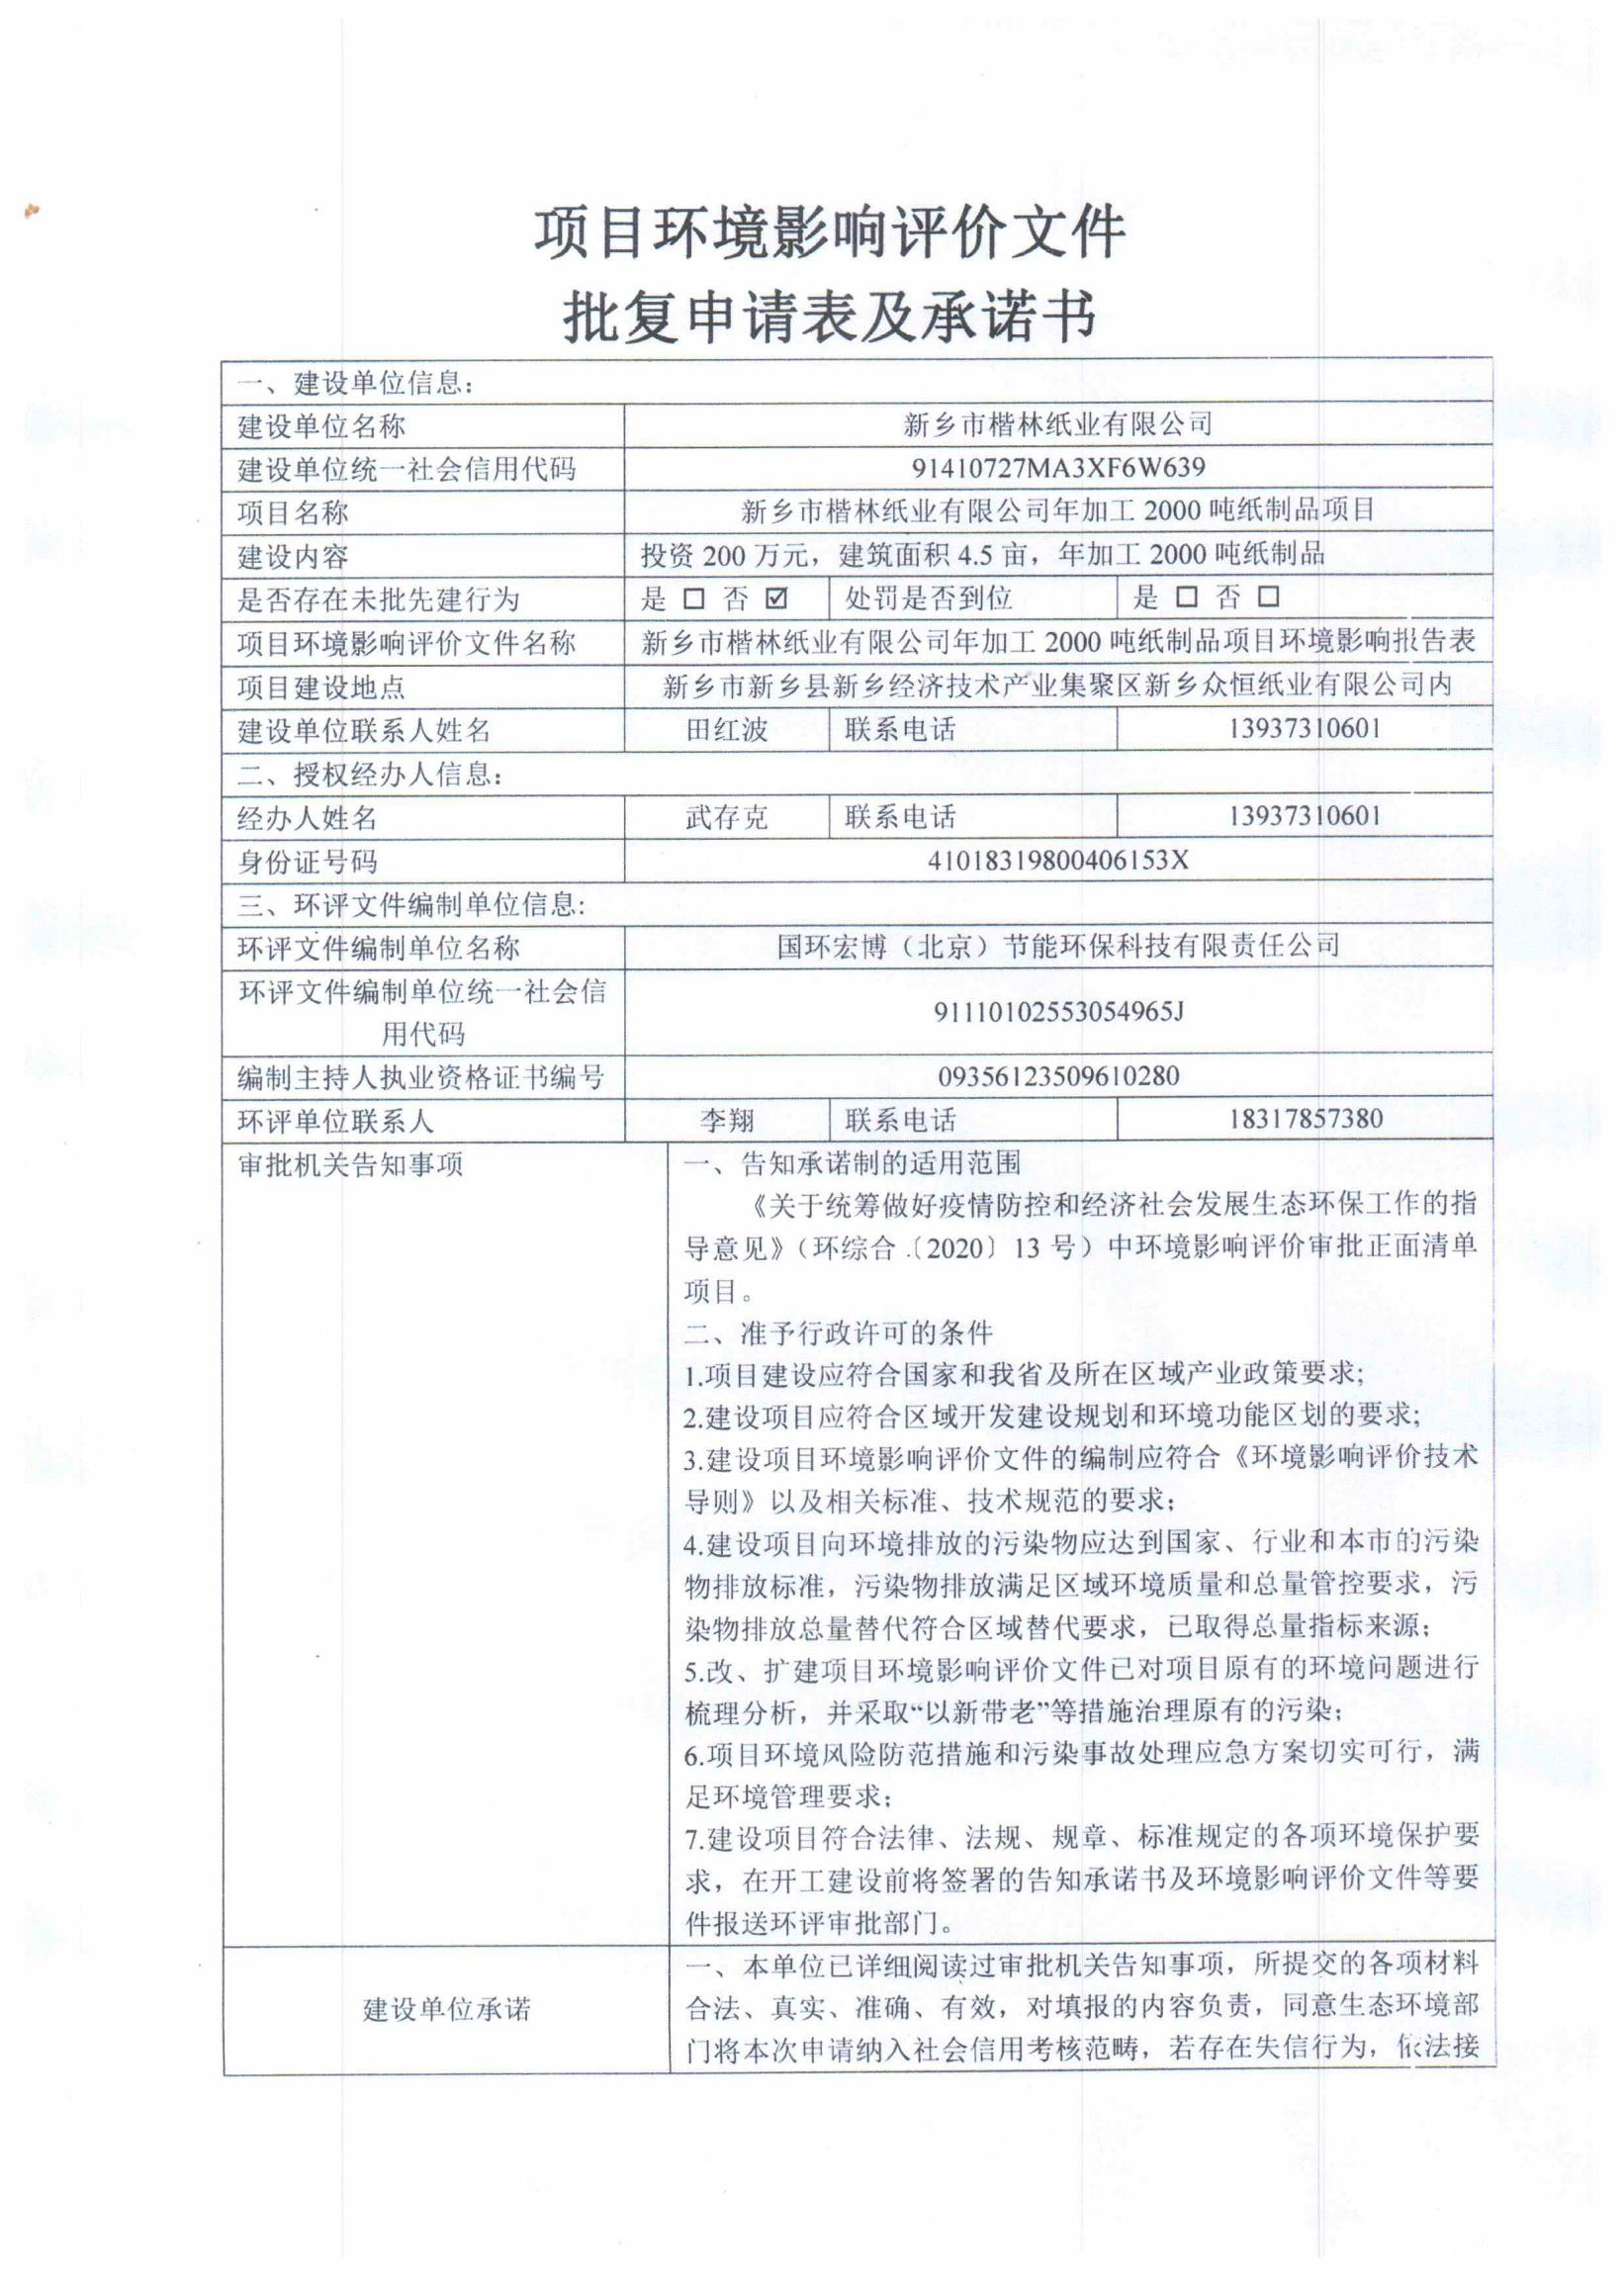 项目环境影响评价文件
批复申请表及承诺书
一、建设单位信息：
建设单位名称 新乡市楷林纸业有限公司
建设单位统一社会信用代码 91410727MA3XF6W639
项目名称 新乡市楷林纸业有限公司年加工 2000 吨纸制品项目
建设内容 投资 200 万元，建筑面积 4.5 亩，年加工 2000 吨纸制品
是否存在未批先建行为 是 □ 否 ☑ 处罚是否到位 是 □ 否 □
项目环境影响评价文件名称 新乡市楷林纸业有限公司年加工 2000 吨纸制品项目环境影响报告表
项目建设地点 新乡市新乡县新乡经济技术产业集聚区新乡众恒纸业有限公司内
建设单位联系人姓名 田红波 联系电话 13937310601
二、授权经办人信息：
经办人姓名 武存克 联系电话 13937310601
身份证号码 41018319800406153X
三、环评文件编制单位信息:
环评文件编制单位名称 国环宏博（北京）节能环保科技有限责任公司
环评文件编制单位统一社会信
用代码 91110102553054965J
编制主持人执业资格证书编号 09356123509610280
环评单位联系人 李翔 联系电话 18317857380
审批机关告知事项 一、告知承诺制的适用范围
《关于统筹做好疫情防控和经济社会发展生态环保工作的指
导意见》（环综合〔2020〕13 号）中环境影响评价审批正面清单
项目。
二、准予行政许可的条件
1.项目建设应符合国家和我省及所在区域产业政策要求;
2.建设项目应符合区域开发建设规划和环境功能区划的要求;
3.建设项目环境影响评价文件的编制应符合《环境影响评价技术
导则》以及相关标准、技术规范的要求；
4.建设项目向环境排放的污染物应达到国家、行业和本市的污染
物排放标准，污染物排放满足区域环境质量和总量管控要求，污
染物排放总量替代符合区域替代要求，已取得总量指标来源；
5.改、扩建项目环境影响评价文件已对项目原有的环境问题进行
梳理分析，并采取“以新带老”等措施治理原有的污染；
6.项目环境风险防范措施和污染事故处理应急方案切实可行，满
足环境管理要求；
7.建设项目符合法律、法规、规章、标准规定的各项环境保护要
求，在开工建设前将签署的告知承诺书及环境影响评价文件等要
件报送环评审批部门。
建设单位承诺 一、本单位已详细阅读过审批机关告知事项，所提交的各项材料
合法、真实、准确、有效，对填报的内容负责，同意生态环境部
门将本次申请纳入社会信用考核范畴，若存在失信行为，依法接